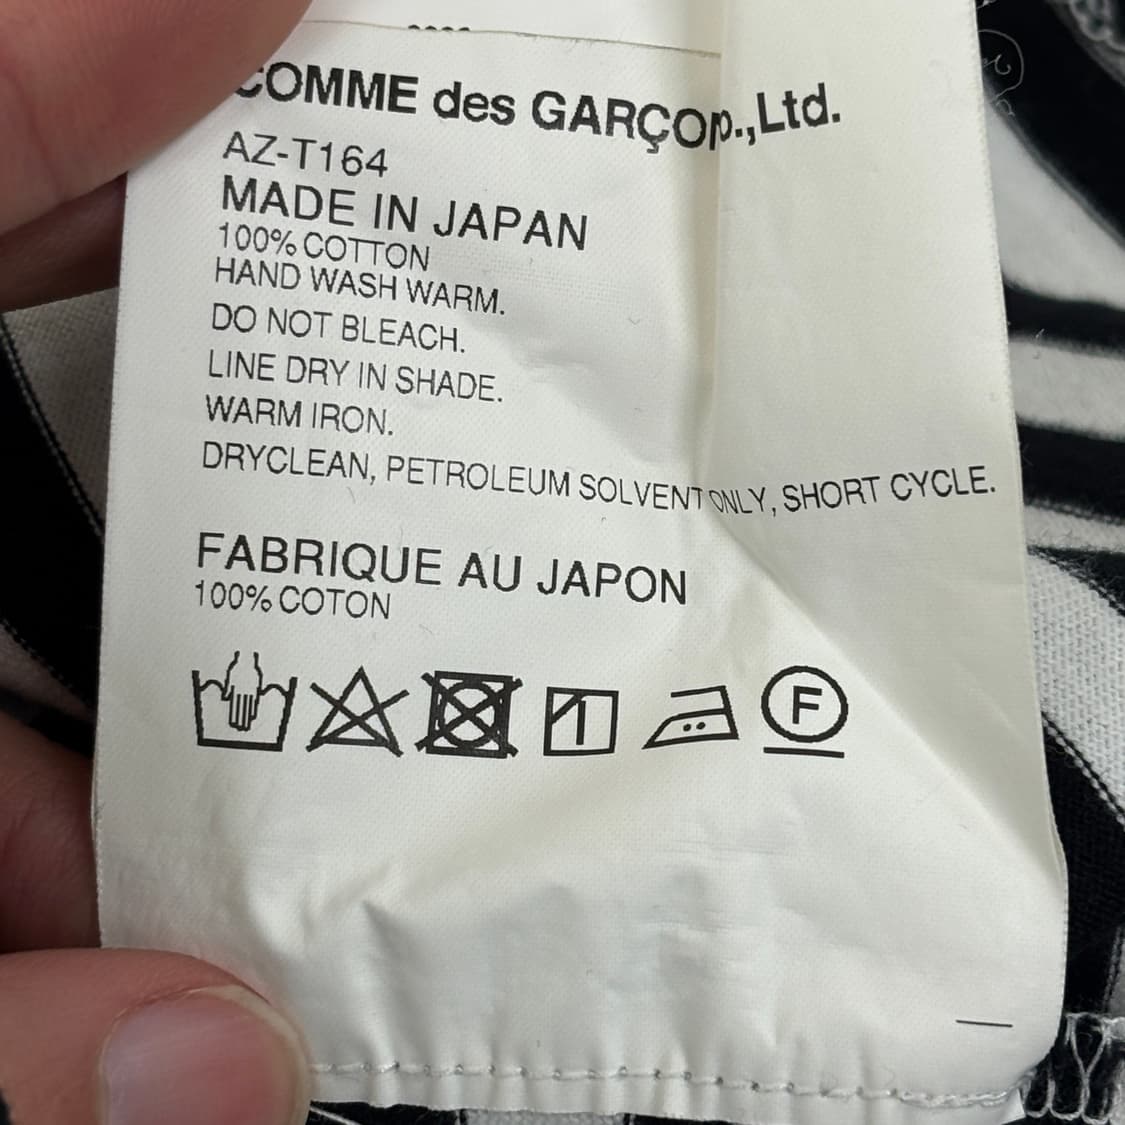 COMME des GARÇOn.,Ltd.
AZ-T164
MADE IN JAPAN
100% COTTON
HAND WASH WARM.
DO NOT BLEACH.
LINE DRY IN SHADE.
WARM IRON.
DRYCLEAN, PETROLEUM SOLVENT ONLY, SHORT CYCLE.
FABRIQUE AU JAPON
100% COTON
F